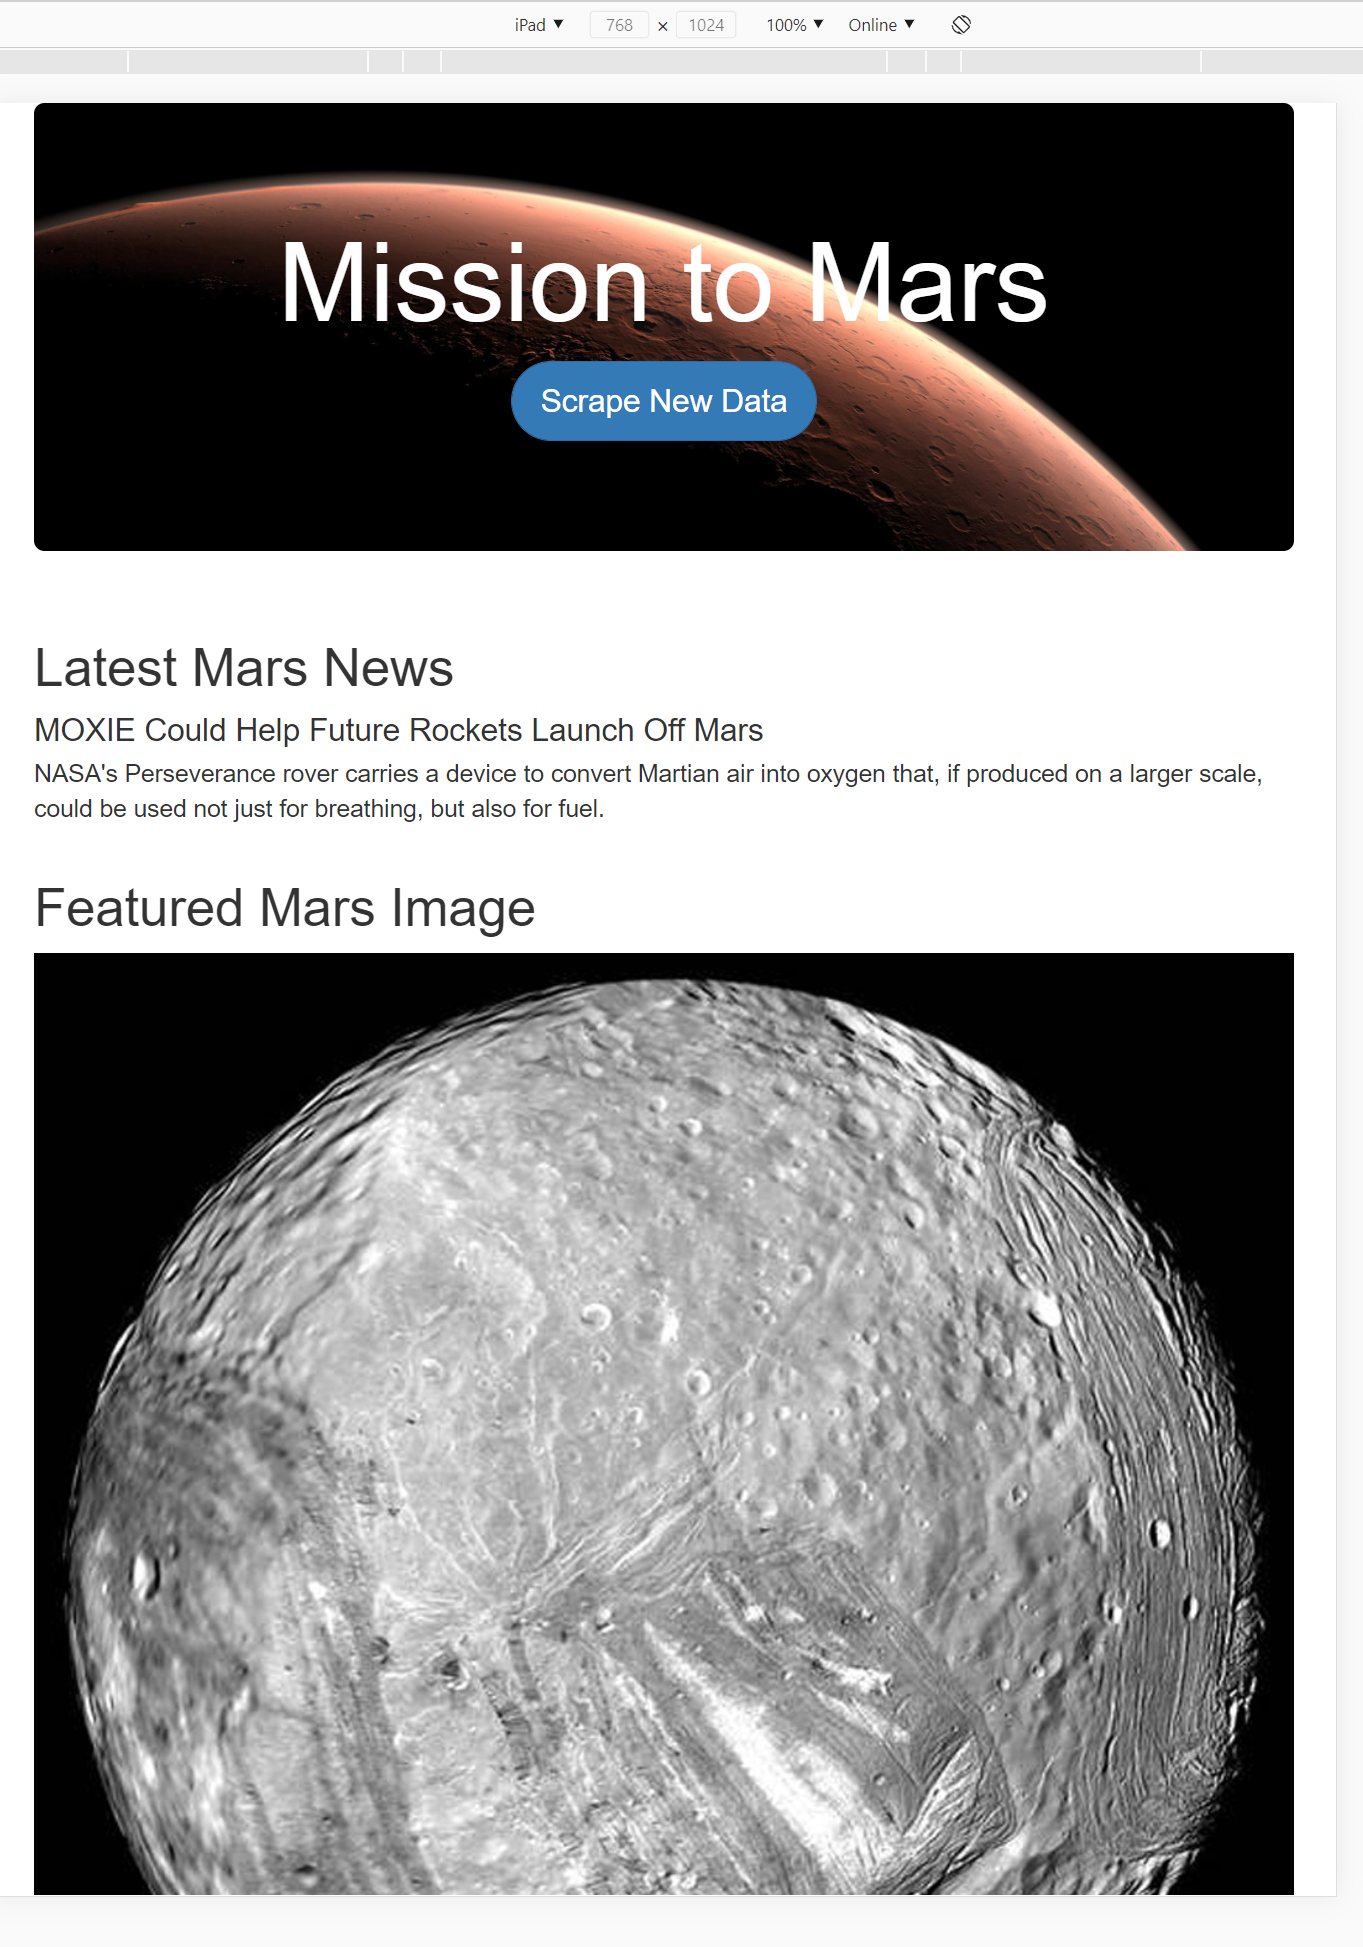 iPad ▼ 768 × 1024 100% ▼ Online ▼
Mission to Mars
Scrape New Data
Latest Mars News
MOXIE Could Help Future Rockets Launch Off Mars
NASA's Perseverance rover carries a device to convert Martian air into oxygen that, if produced on a larger scale,
could be used not just for breathing, but also for fuel.
Featured Mars Image